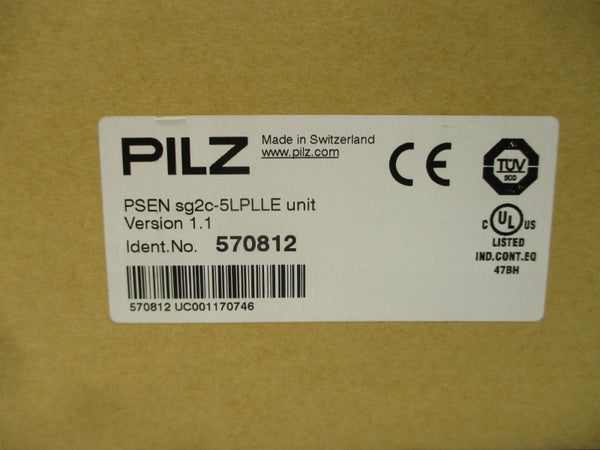 PILZ
Made in Switzerland
www.pilz.com
CE
TÜV
PSEN sg2c-5LPLLE unit
Version 1.1
Ident.No. 570812
C UL US
LISTED
IND.CONT.EQ
47BH
570812 UC001170746